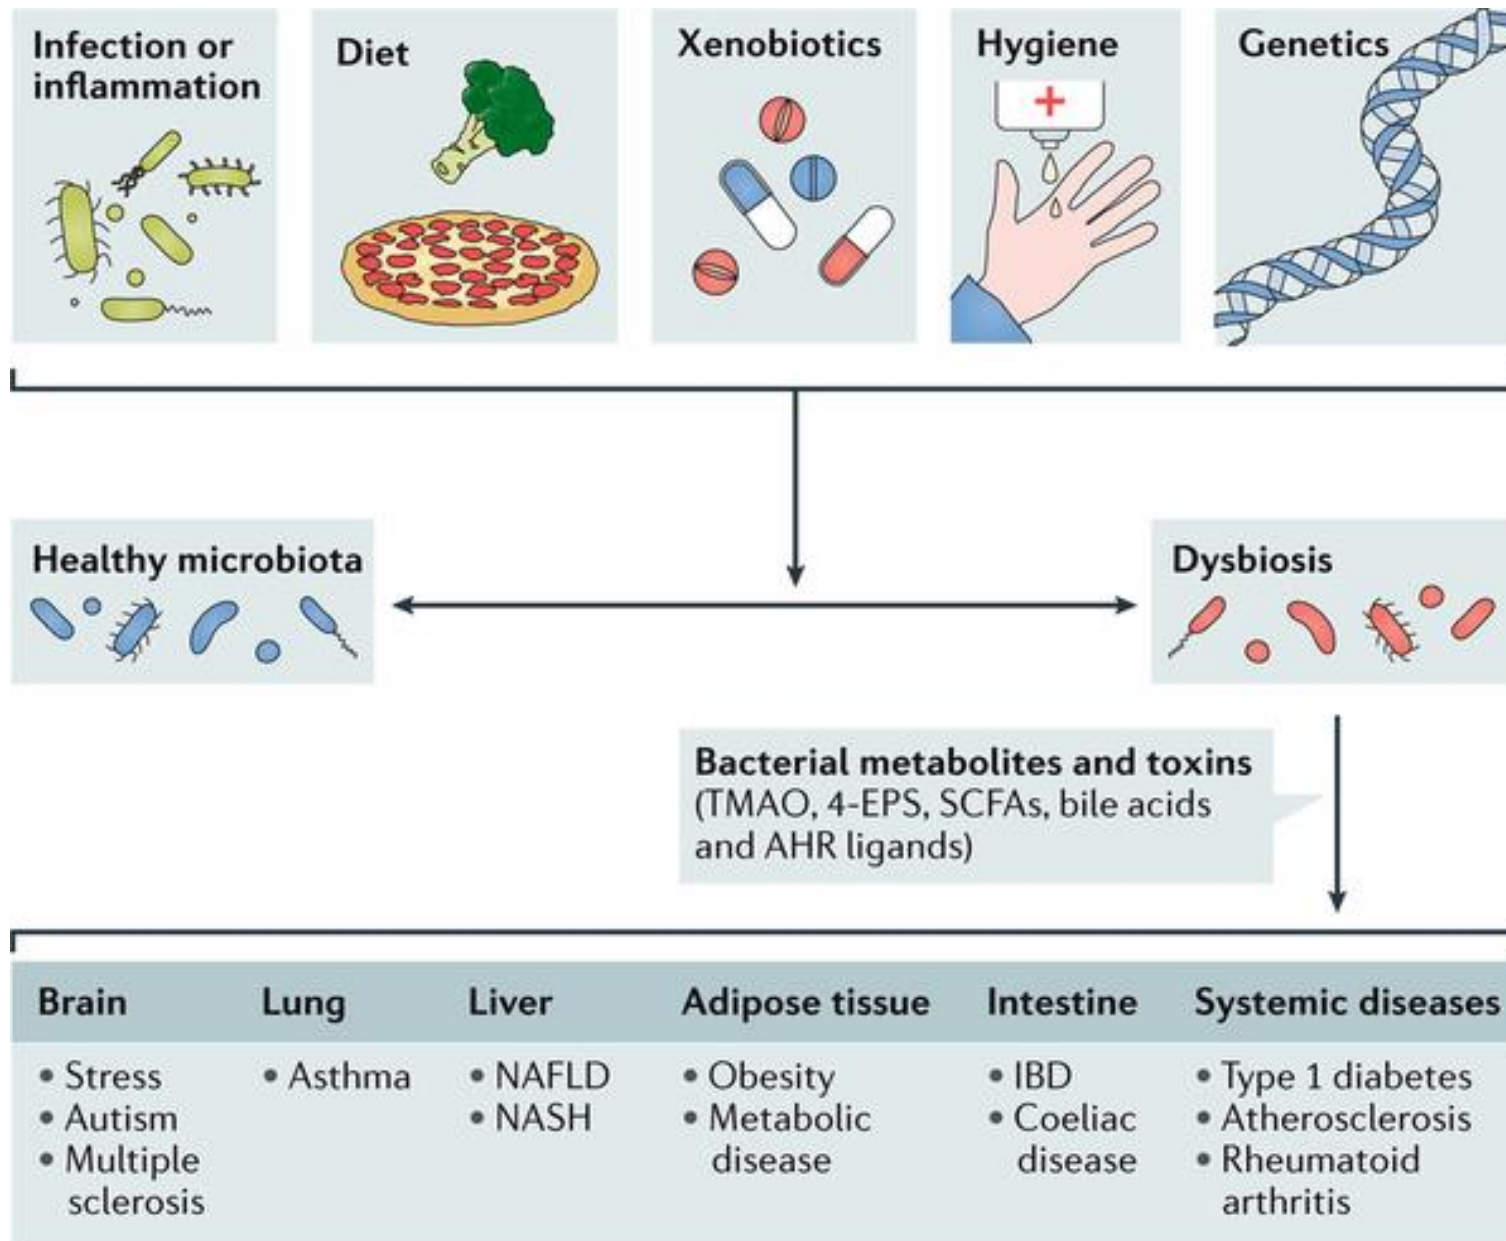 Infection or
inflammation
Diet
Xenobiotics
Hygiene
Genetics
Healthy microbiota
Dysbiosis
Bacterial metabolites and toxins
(TMAO, 4-EPS, SCFAs, bile acids
and AHR ligands)
Brain
• Stress
• Autism
• Multiple
sclerosis
Lung
• Asthma
Liver
• NAFLD
• NASH
Adipose tissue
• Obesity
• Metabolic
disease
Intestine
• IBD
• Coeliac
disease
Systemic diseases
• Type 1 diabetes
• Atherosclerosis
• Rheumatoid
arthritis